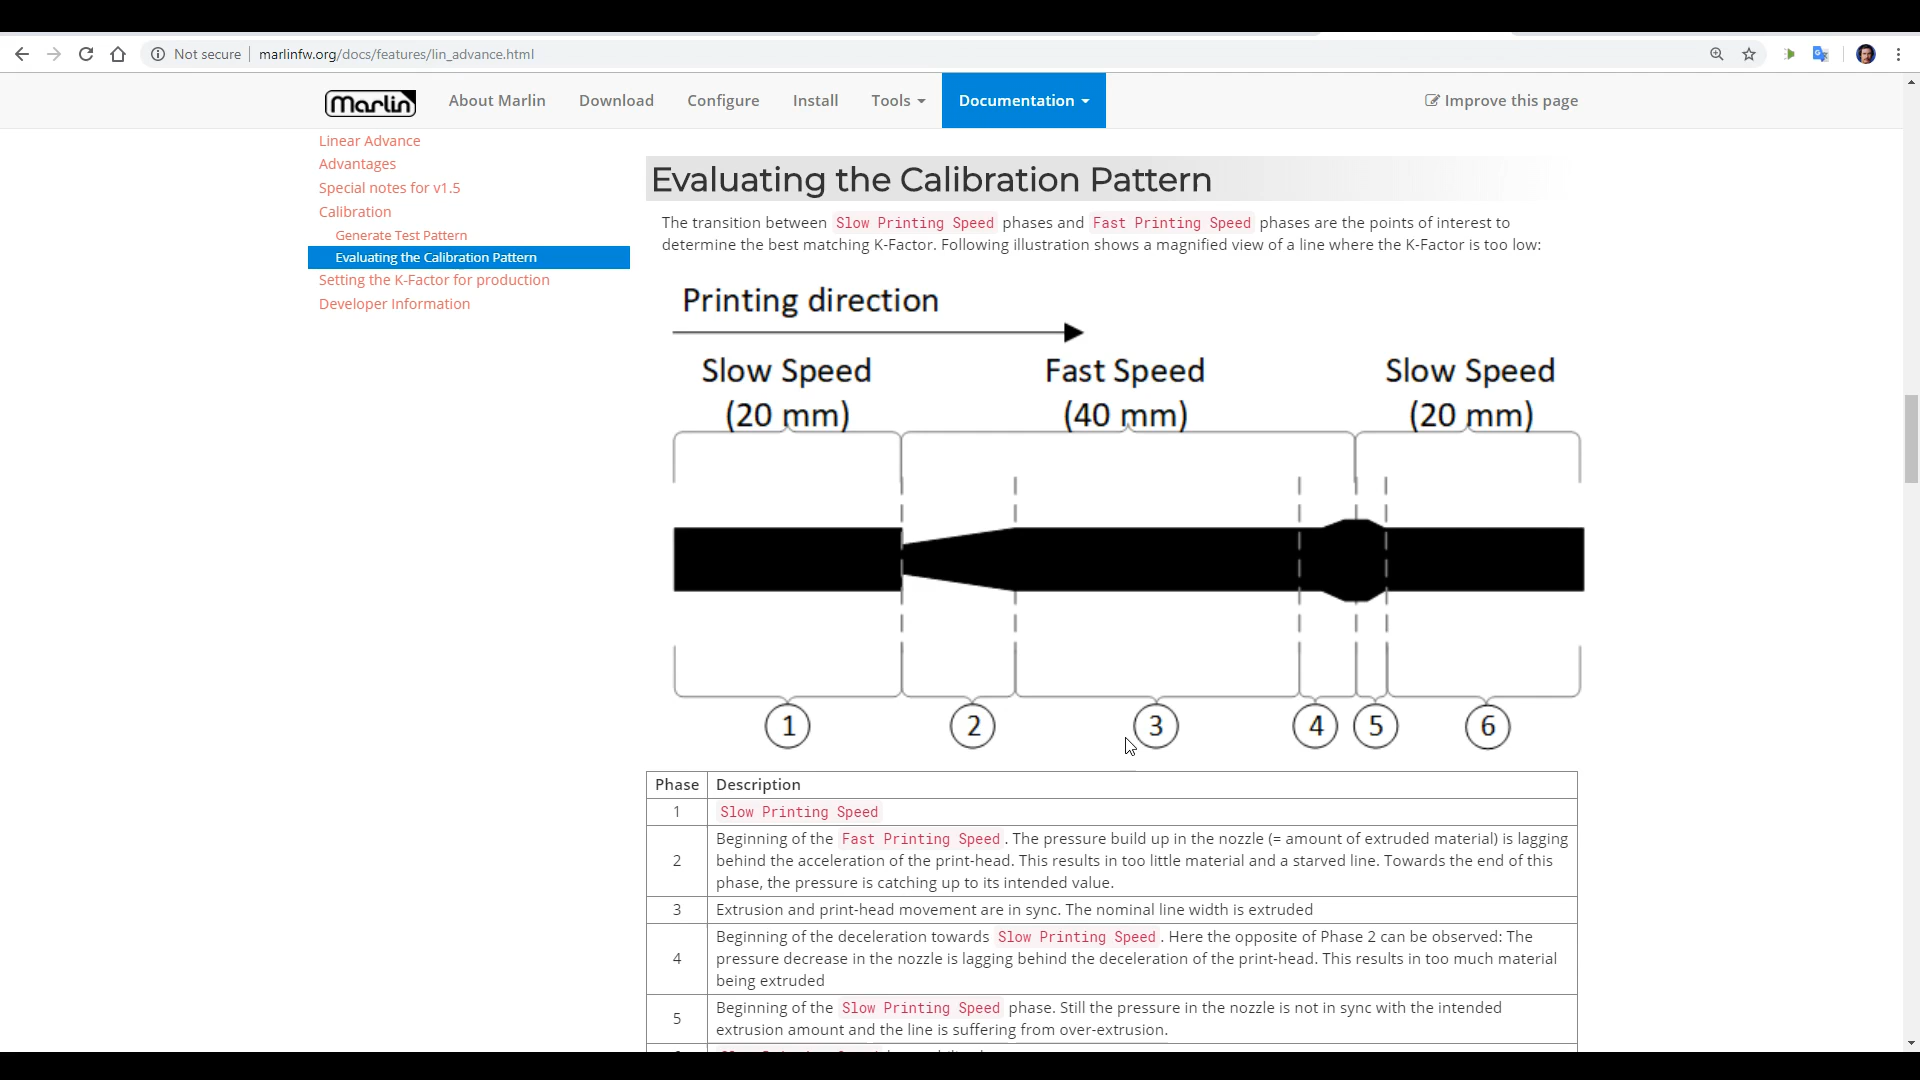 Not secure marlinfw.org/docs/features/lin_advance.html
Marlin About Marlin Download Configure Install Tools Documentation Improve this page
Linear Advance
Advantages
Special notes for v1.5
Calibration
Generate Test Pattern
Evaluating the Calibration Pattern
Setting the K-Factor for production
Developer Information
Evaluating the Calibration Pattern
The transition between Slow Printing Speed phases and Fast Printing Speed phases are the points of interest to
determine the best matching K-Factor. Following illustration shows a magnified view of a line where the K-Factor is too low:
Printing direction
Slow Speed Fast Speed Slow Speed
(20 mm) (40 mm) (20 mm)
1 2 3 4 5 6
Phase Description
1 Slow Printing Speed
Beginning of the Fast Printing Speed. The pressure build up in the nozzle (= amount of extruded material) is lagging
2 behind the acceleration of the print-head. This results in too little material and a starved line. Towards the end of this
phase, the pressure is catching up to its intended value.
3 Extrusion and print-head movement are in sync. The nominal line width is extruded
Beginning of the deceleration towards Slow Printing Speed. Here the opposite of Phase 2 can be observed: The
4 pressure decrease in the nozzle is lagging behind the deceleration of the print-head. This results in too much material
being extruded
Beginning of the Slow Printing Speed phase. Still the pressure in the nozzle is not in sync with the intended
5 extrusion amount and the line is suffering from over-extrusion.